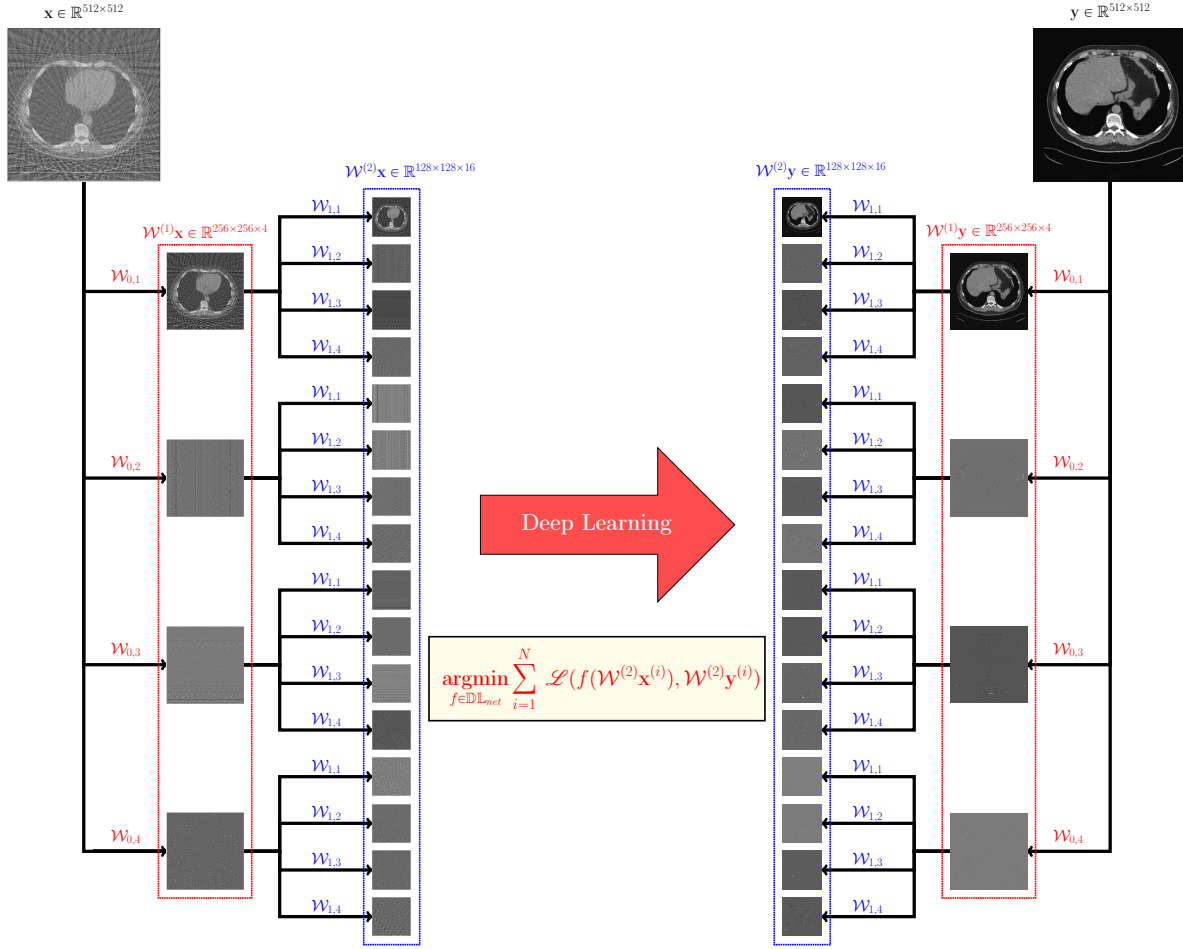 𝐱 ∈ ℝ^{512×512}
𝐲 ∈ ℝ^{512×512}
𝒲^{(2)}𝐱 ∈ ℝ^{128×128×16}
𝒲^{(2)}𝐲 ∈ ℝ^{128×128×16}
𝒲^{(1)}𝐱 ∈ ℝ^{256×256×4}
𝒲^{(1)}𝐲 ∈ ℝ^{256×256×4}
𝒲_{0,1}
𝒲_{0,2}
𝒲_{0,3}
𝒲_{0,4}
𝒲_{1,1}
𝒲_{1,2}
𝒲_{1,3}
𝒲_{1,4}
𝒲_{1,1}
𝒲_{1,2}
𝒲_{1,3}
𝒲_{1,4}
𝒲_{1,1}
𝒲_{1,2}
𝒲_{1,3}
𝒲_{1,4}
𝒲_{1,1}
𝒲_{1,2}
𝒲_{1,3}
𝒲_{1,4}
Deep Learning
argmin_{f∈𝔻𝕃_{net}} ∑_{i=1}^{N} ℒ(f(𝒲^{(2)}𝐱^{(i)}), 𝒲^{(2)}𝐲^{(i)})
𝒲_{1,1}
𝒲_{1,2}
𝒲_{1,3}
𝒲_{1,4}
𝒲_{1,1}
𝒲_{1,2}
𝒲_{1,3}
𝒲_{1,4}
𝒲_{1,1}
𝒲_{1,2}
𝒲_{1,3}
𝒲_{1,4}
𝒲_{1,1}
𝒲_{1,2}
𝒲_{1,3}
𝒲_{1,4}
𝒲_{0,1}
𝒲_{0,2}
𝒲_{0,3}
𝒲_{0,4}